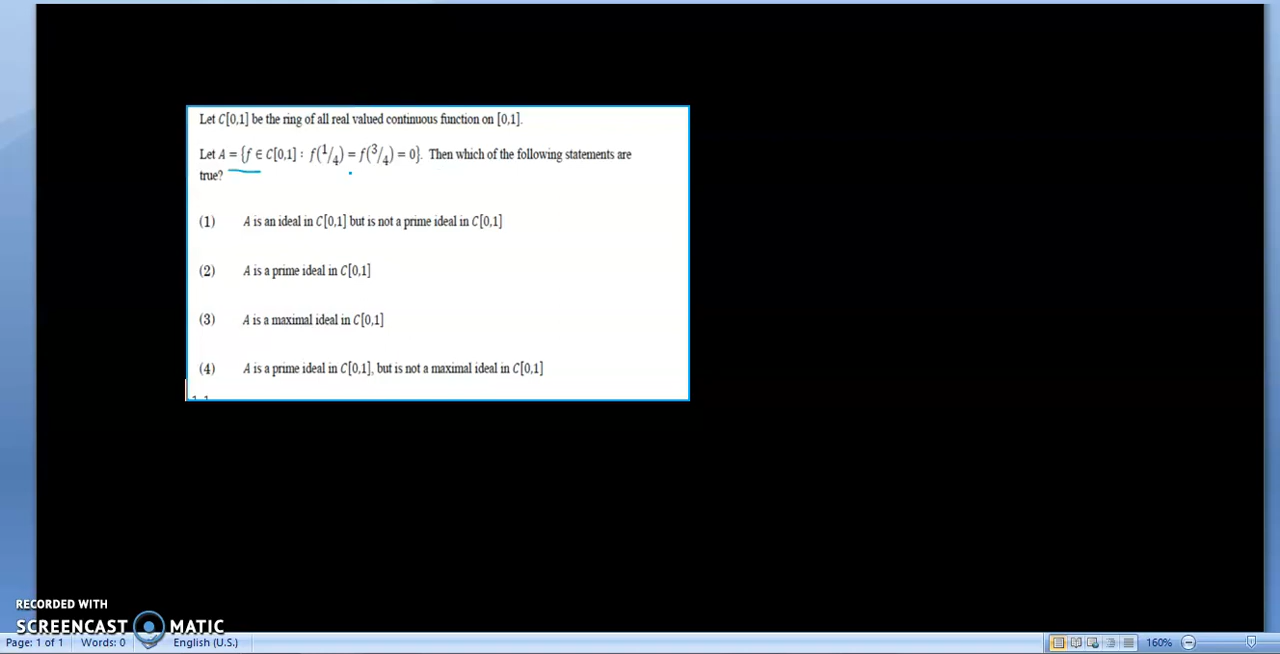 Let C[0,1] be the ring of all real valued continuous function on [0,1].
Let A = {f ∈ C[0,1] : f(1/4) = f(3/4) = 0}. Then which of the following statements are
true?
(1) A is an ideal in C[0,1] but is not a prime ideal in C[0,1]
(2) A is a prime ideal in C[0,1]
(3) A is a maximal ideal in C[0,1]
(4) A is a prime ideal in C[0,1], but is not a maximal ideal in C[0,1]
RECORDED WITH
SCREENCAST MATIC
Page: 1 of 1 Words: 0 English (U.S.) 160%